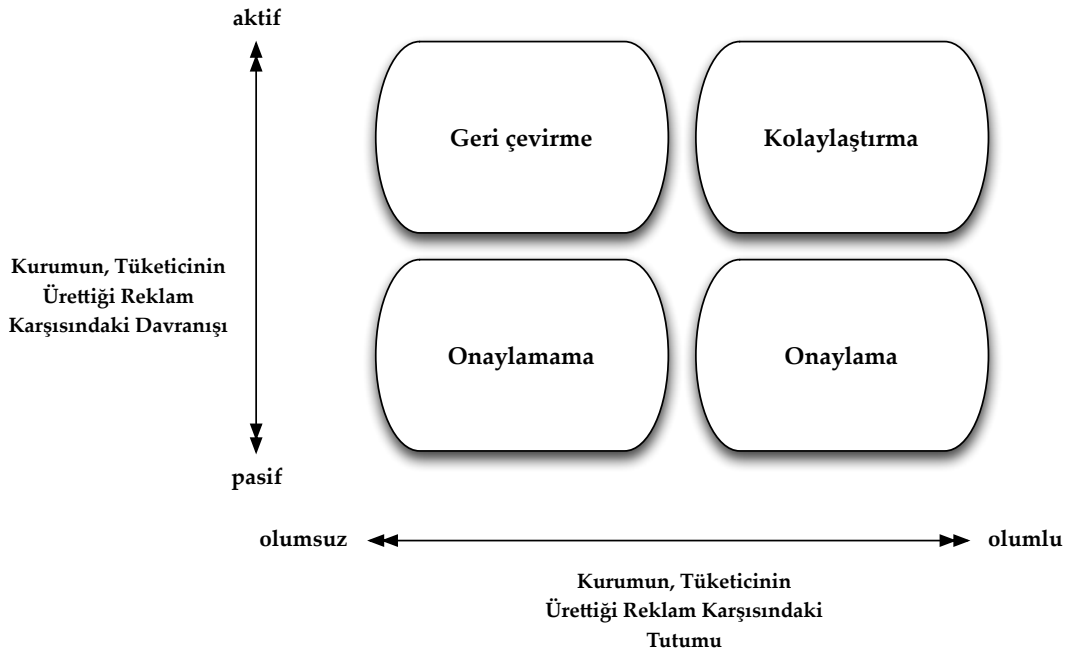 aktif
Geri çevirme
Kolaylaştırma
Kurumun, Tüketicinin
Ürettiği Reklam
Karşısındaki Davranışı
Onaylamama
Onaylama
pasif
olumsuz
olumlu
Kurumun, Tüketicinin
Ürettiği Reklam Karşısındaki
Tutumu